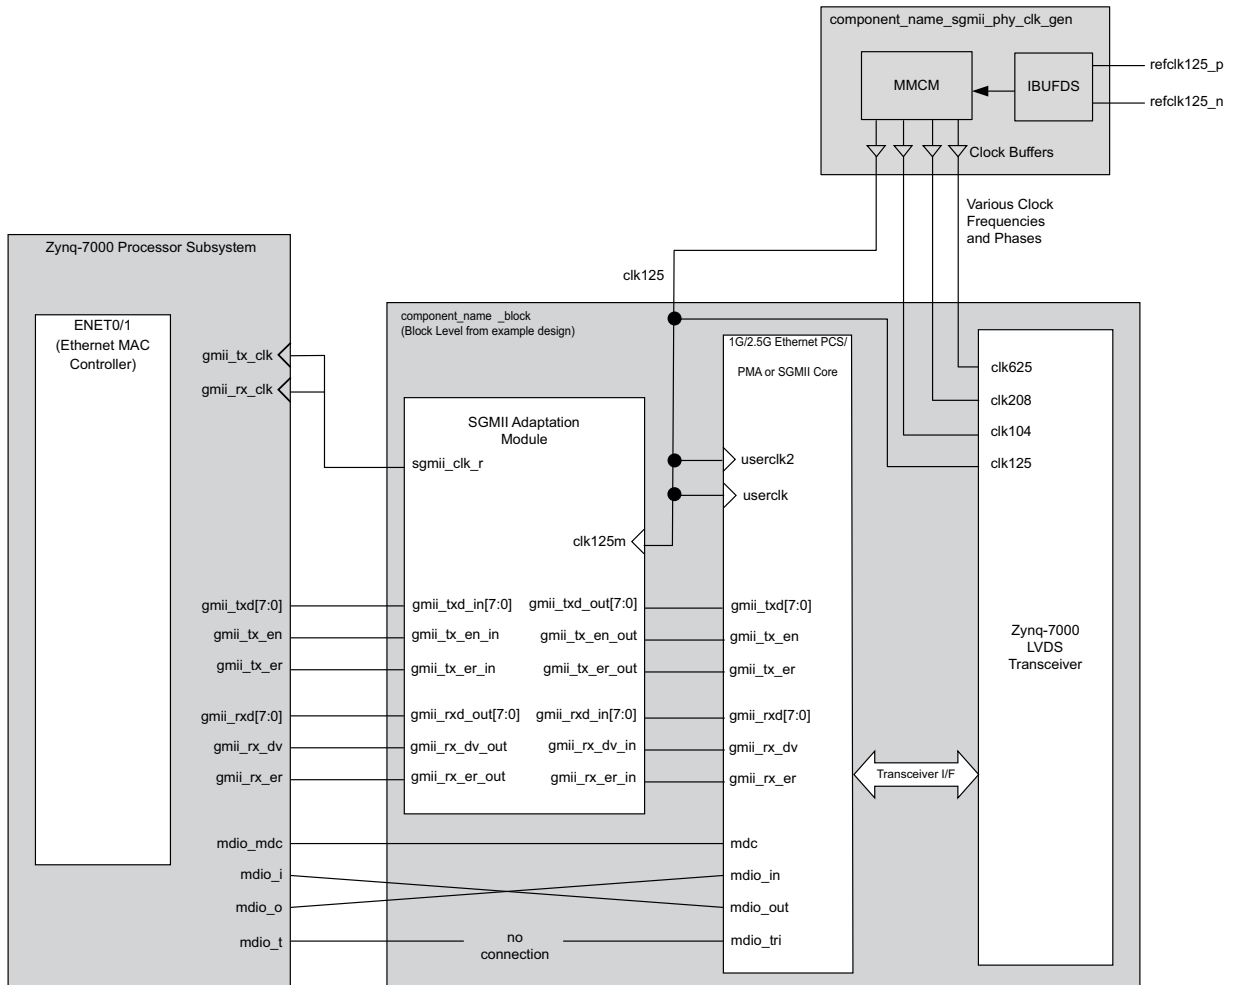 component_name_sgmii_phy_clk_gen
MMCM
IBUFDS
refclk125_p
refclk125_n
Clock Buffers
Various Clock
Frequencies
and Phases
clk125
Zynq-7000 Processor Subsystem
ENET0/1
(Ethernet MAC
Controller)
gmii_tx_clk
gmii_rx_clk
gmii_txd[7:0]
gmii_tx_en
gmii_tx_er
gmii_rxd[7:0]
gmii_rx_dv
gmii_rx_er
mdio_mdc
mdio_i
mdio_o
mdio_t
component_name _block
(Block Level from example design)
SGMII Adaptation
Module
sgmii_clk_r
clk125m
gmii_txd_in[7:0]
gmii_txd_out[7:0]
gmii_tx_en_in
gmii_tx_en_out
gmii_tx_er_in
gmii_tx_er_out
gmii_rxd_out[7:0]
gmii_rxd_in[7:0]
gmii_rx_dv_out
gmii_rx_dv_in
gmii_rx_er_out
gmii_rx_er_in
no
connection
1G/2.5G Ethernet PCS/
PMA or SGMII Core
userclk2
userclk
gmii_txd[7:0]
gmii_tx_en
gmii_tx_er
gmii_rxd[7:0]
gmii_rx_dv
gmii_rx_er
mdc
mdio_in
mdio_out
mdio_tri
Transceiver I/F
clk625
clk208
clk104
clk125
Zynq-7000
LVDS
Transceiver